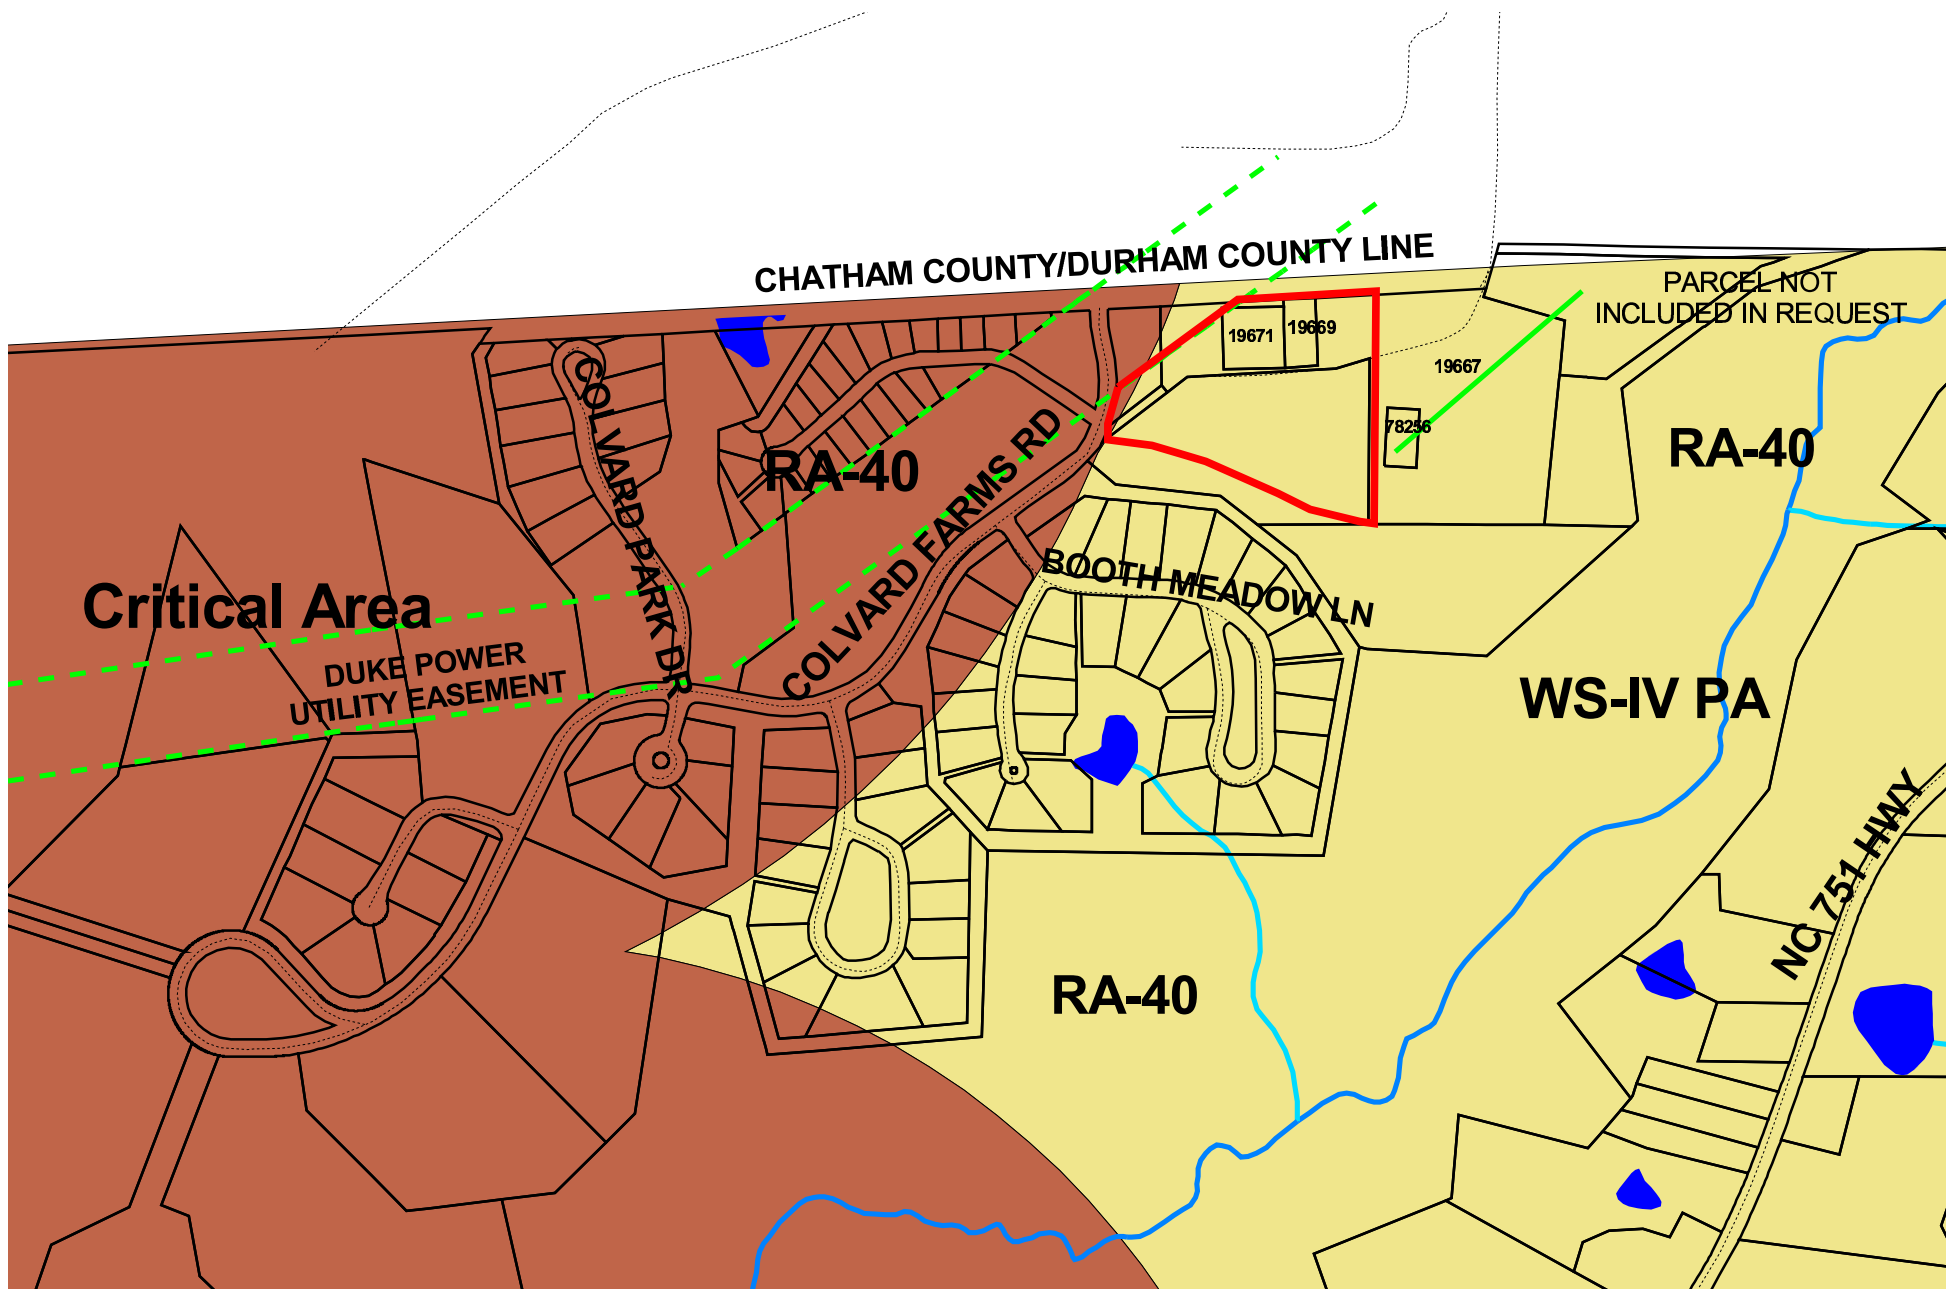 CHATHAM COUNTY/DURHAM COUNTY LINE
PARCEL NOT
INCLUDED IN REQUEST
19671
19669
19667
78256
COLVARD PARK DR
RA-40
COLVARD FARMS RD
RA-40
BOOTH MEADOW LN
Critical Area
DUKE POWER
UTILITY EASEMENT
WS-IV PA
NC 751 HWY
RA-40